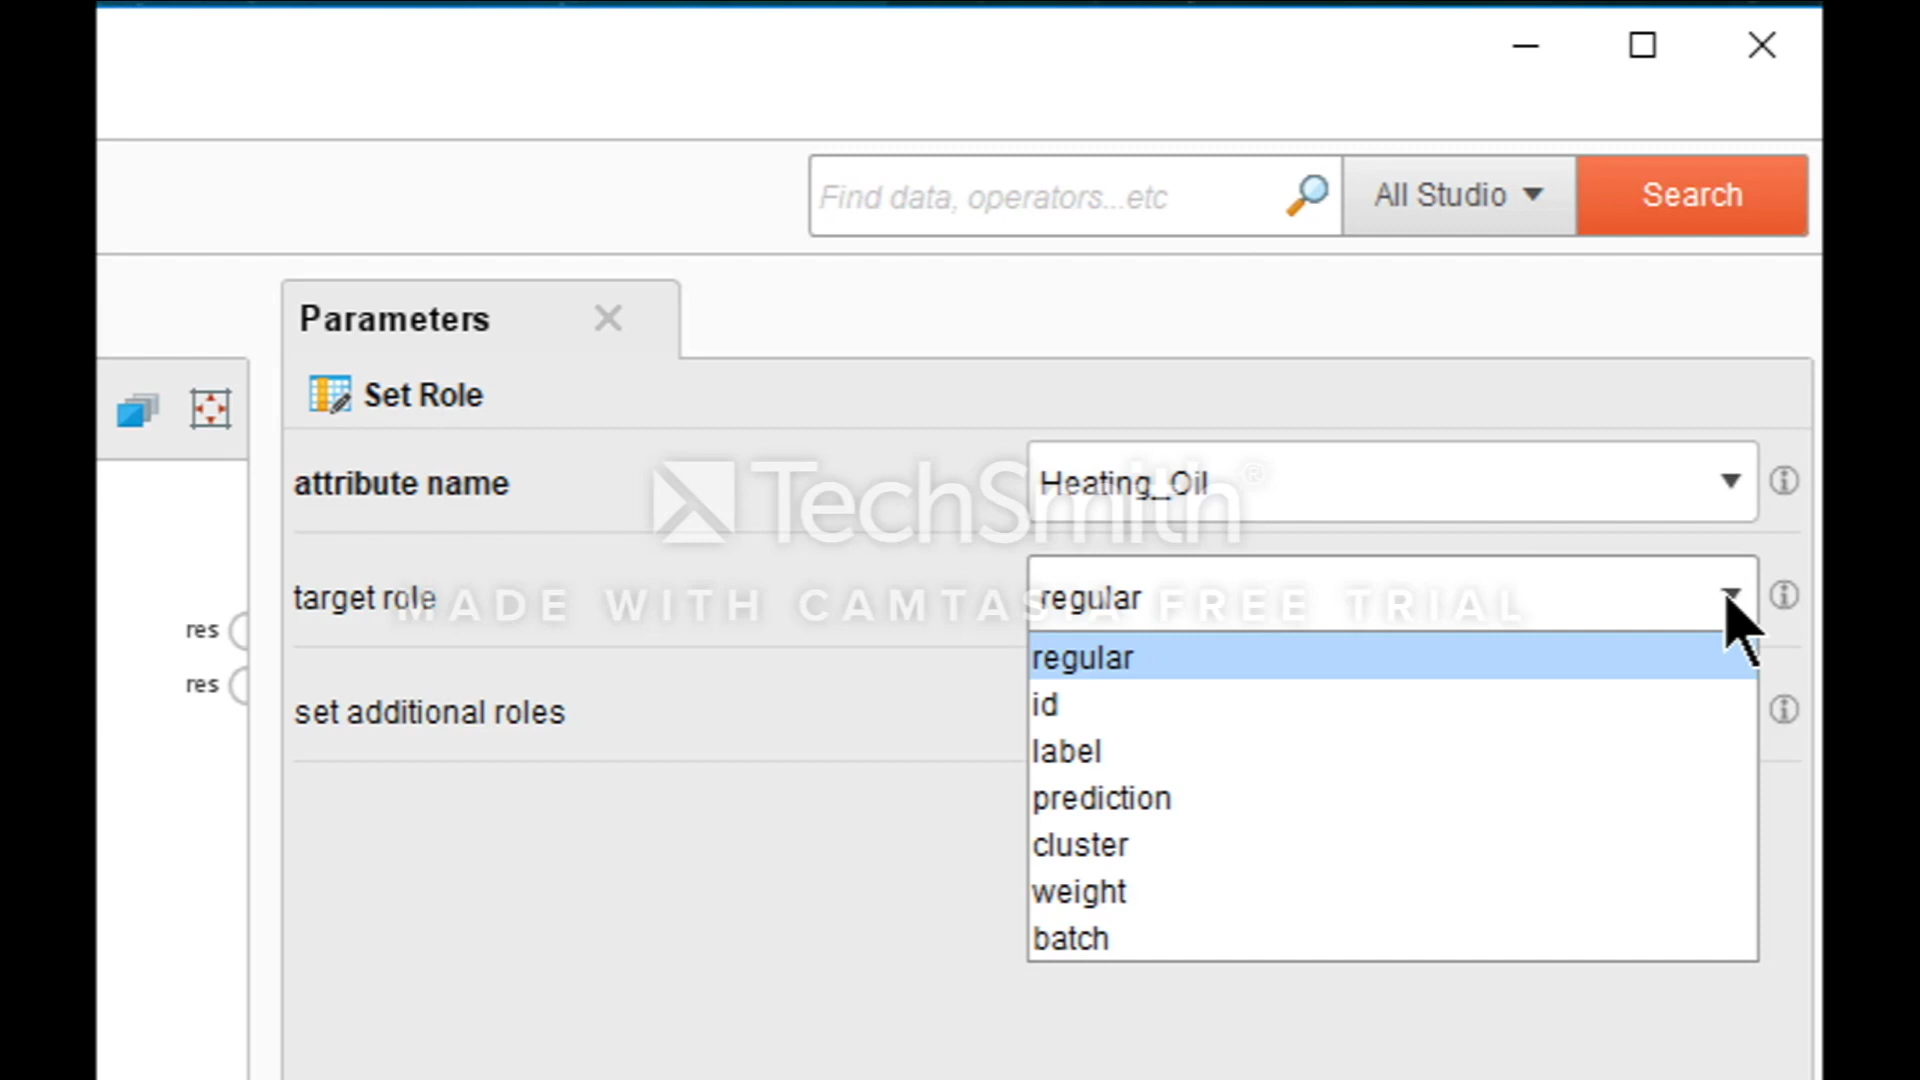 Find data, operators...etc
All Studio
Search
Parameters
Set Role
attribute name
Heating_Oil
TechSmith®
target role
regular
MADE WITH CAMTASIA FREE TRIAL
res
res
set additional roles
regular
id
label
prediction
cluster
weight
batch